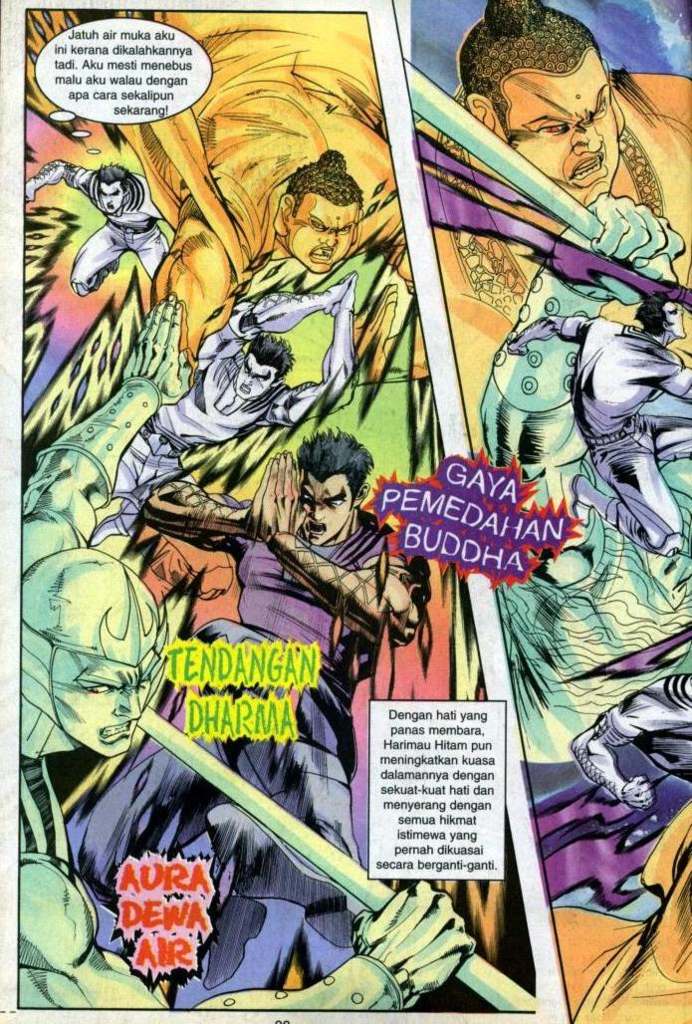 Jatuh air muka aku
ini kerana dikalahkannya
tadi. Aku mesti menebus
malu aku walau dengan
apa cara sekalipun
sekarang!
GAYA
PEMEDAHAN
BUDDHA
TENDANGAN
DHARMA
Dengan hati yang
panas membara,
Harimau Hitam pun
meningkatkan kuasa
dalamannya dengan
sekuat-kuat hati dan
menyerang dengan
semua hikmat
istimewa yang
pernah dikuasai
secara berganti-ganti.
AURA
DEWA
AIR